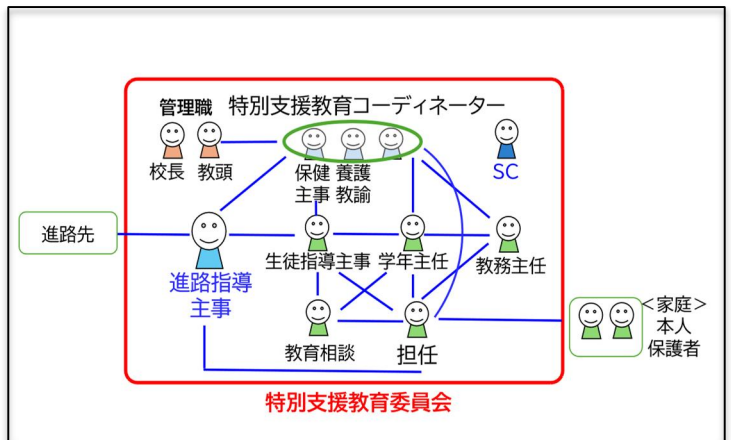 管理職 特別支援教育コーディネーター
校長 教頭
保健 養護
主事 教諭
SC
進路先
進路指導
主事
生徒指導主事 学年主任
教務主任
教育相談
担任
<家庭>
本人
保護者
特別支援教育委員会